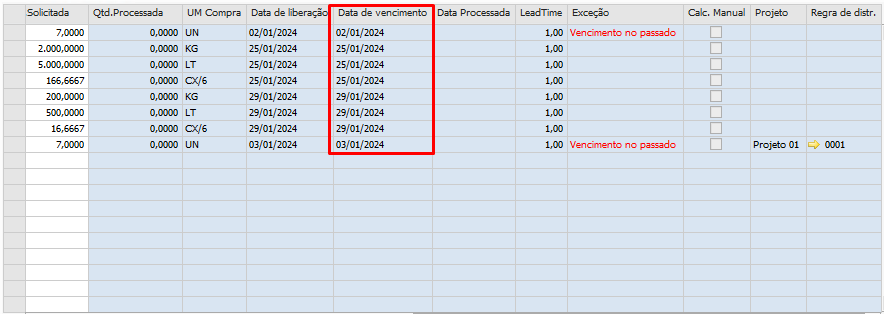 Solicitada Qtd.Processada UM Compra Data de liberação Data de vencimento Data Processada LeadTime Exceção Calc. Manual Projeto Regra de distr.
7,0000 0,0000 UN 02/01/2024 02/01/2024 1,00 Vencimento no passado
2.000,0000 0,0000 KG 25/01/2024 25/01/2024 1,00
5.000,0000 0,0000 LT 25/01/2024 25/01/2024 1,00
166,6667 0,0000 CX/6 25/01/2024 25/01/2024 1,00
200,0000 0,0000 KG 29/01/2024 29/01/2024 1,00
500,0000 0,0000 LT 29/01/2024 29/01/2024 1,00
16,6667 0,0000 CX/6 29/01/2024 29/01/2024 1,00
7,0000 0,0000 UN 03/01/2024 03/01/2024 1,00 Vencimento no passado Projeto 01 0001